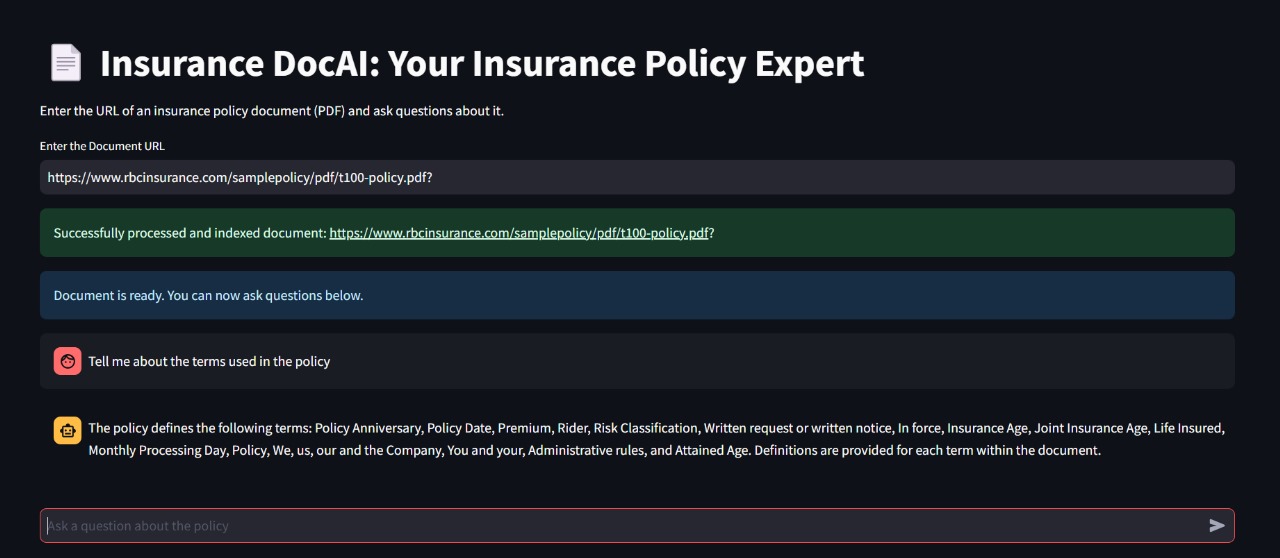 Insurance DocAI: Your Insurance Policy Expert
Enter the URL of an insurance policy document (PDF) and ask questions about it.
Enter the Document URL
https://www.rbcinsurance.com/samplepolicy/pdf/t100-policy.pdf?
Successfully processed and indexed document: https://www.rbcinsurance.com/samplepolicy/pdf/t100-policy.pdf?
Document is ready. You can now ask questions below.
Tell me about the terms used in the policy
The policy defines the following terms: Policy Anniversary, Policy Date, Premium, Rider, Risk Classification, Written request or written notice, In force, Insurance Age, Joint Insurance Age, Life Insured,
Monthly Processing Day, Policy, We, us, our and the Company, You and your, Administrative rules, and Attained Age. Definitions are provided for each term within the document.
Ask a question about the policy